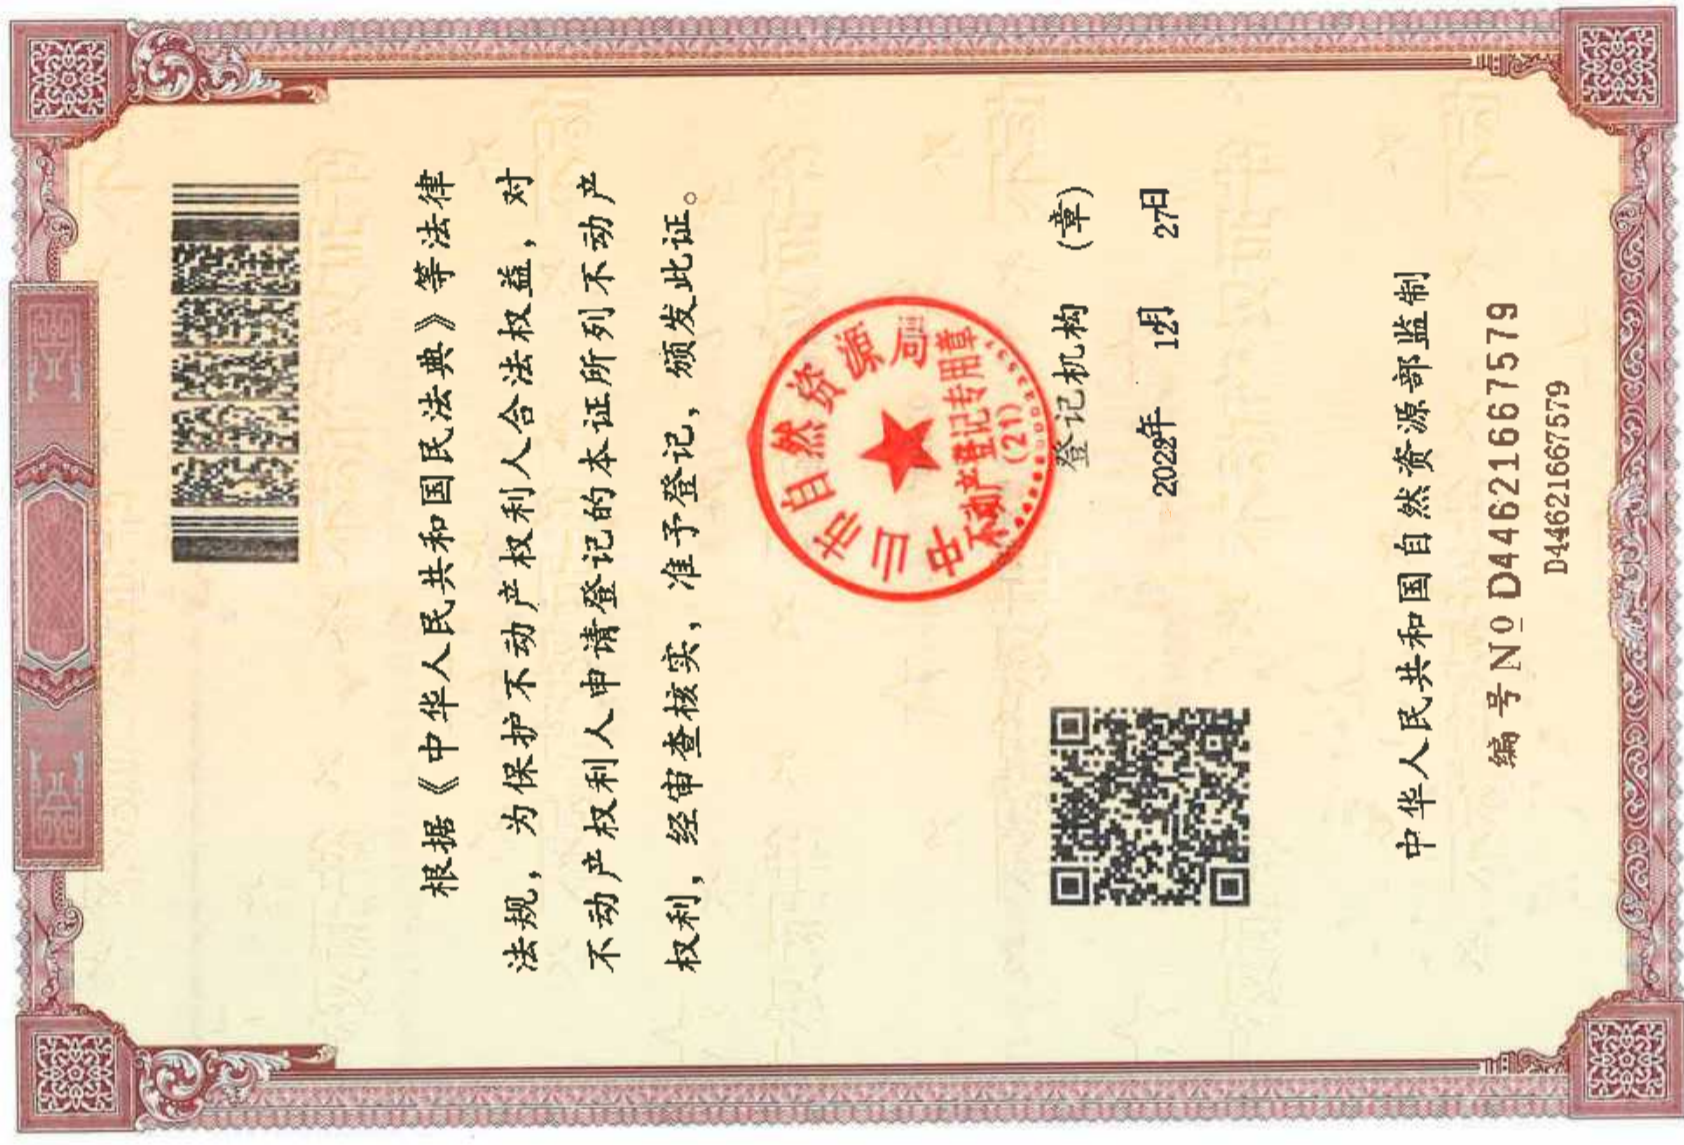 根据《中华人民共和国民法典》等法律
法规，为保护不动产权利人合法权益，对
不动产权利人申请登记的本证所列不动产
权利，经审查核实，准予登记，颁发此证。
中山市自然资源局
不动产登记专用章
(21)
登记机构 (章)
2022年 12月 27日
中华人民共和国自然资源部监制
编号 NO D44621667579
D44621667579